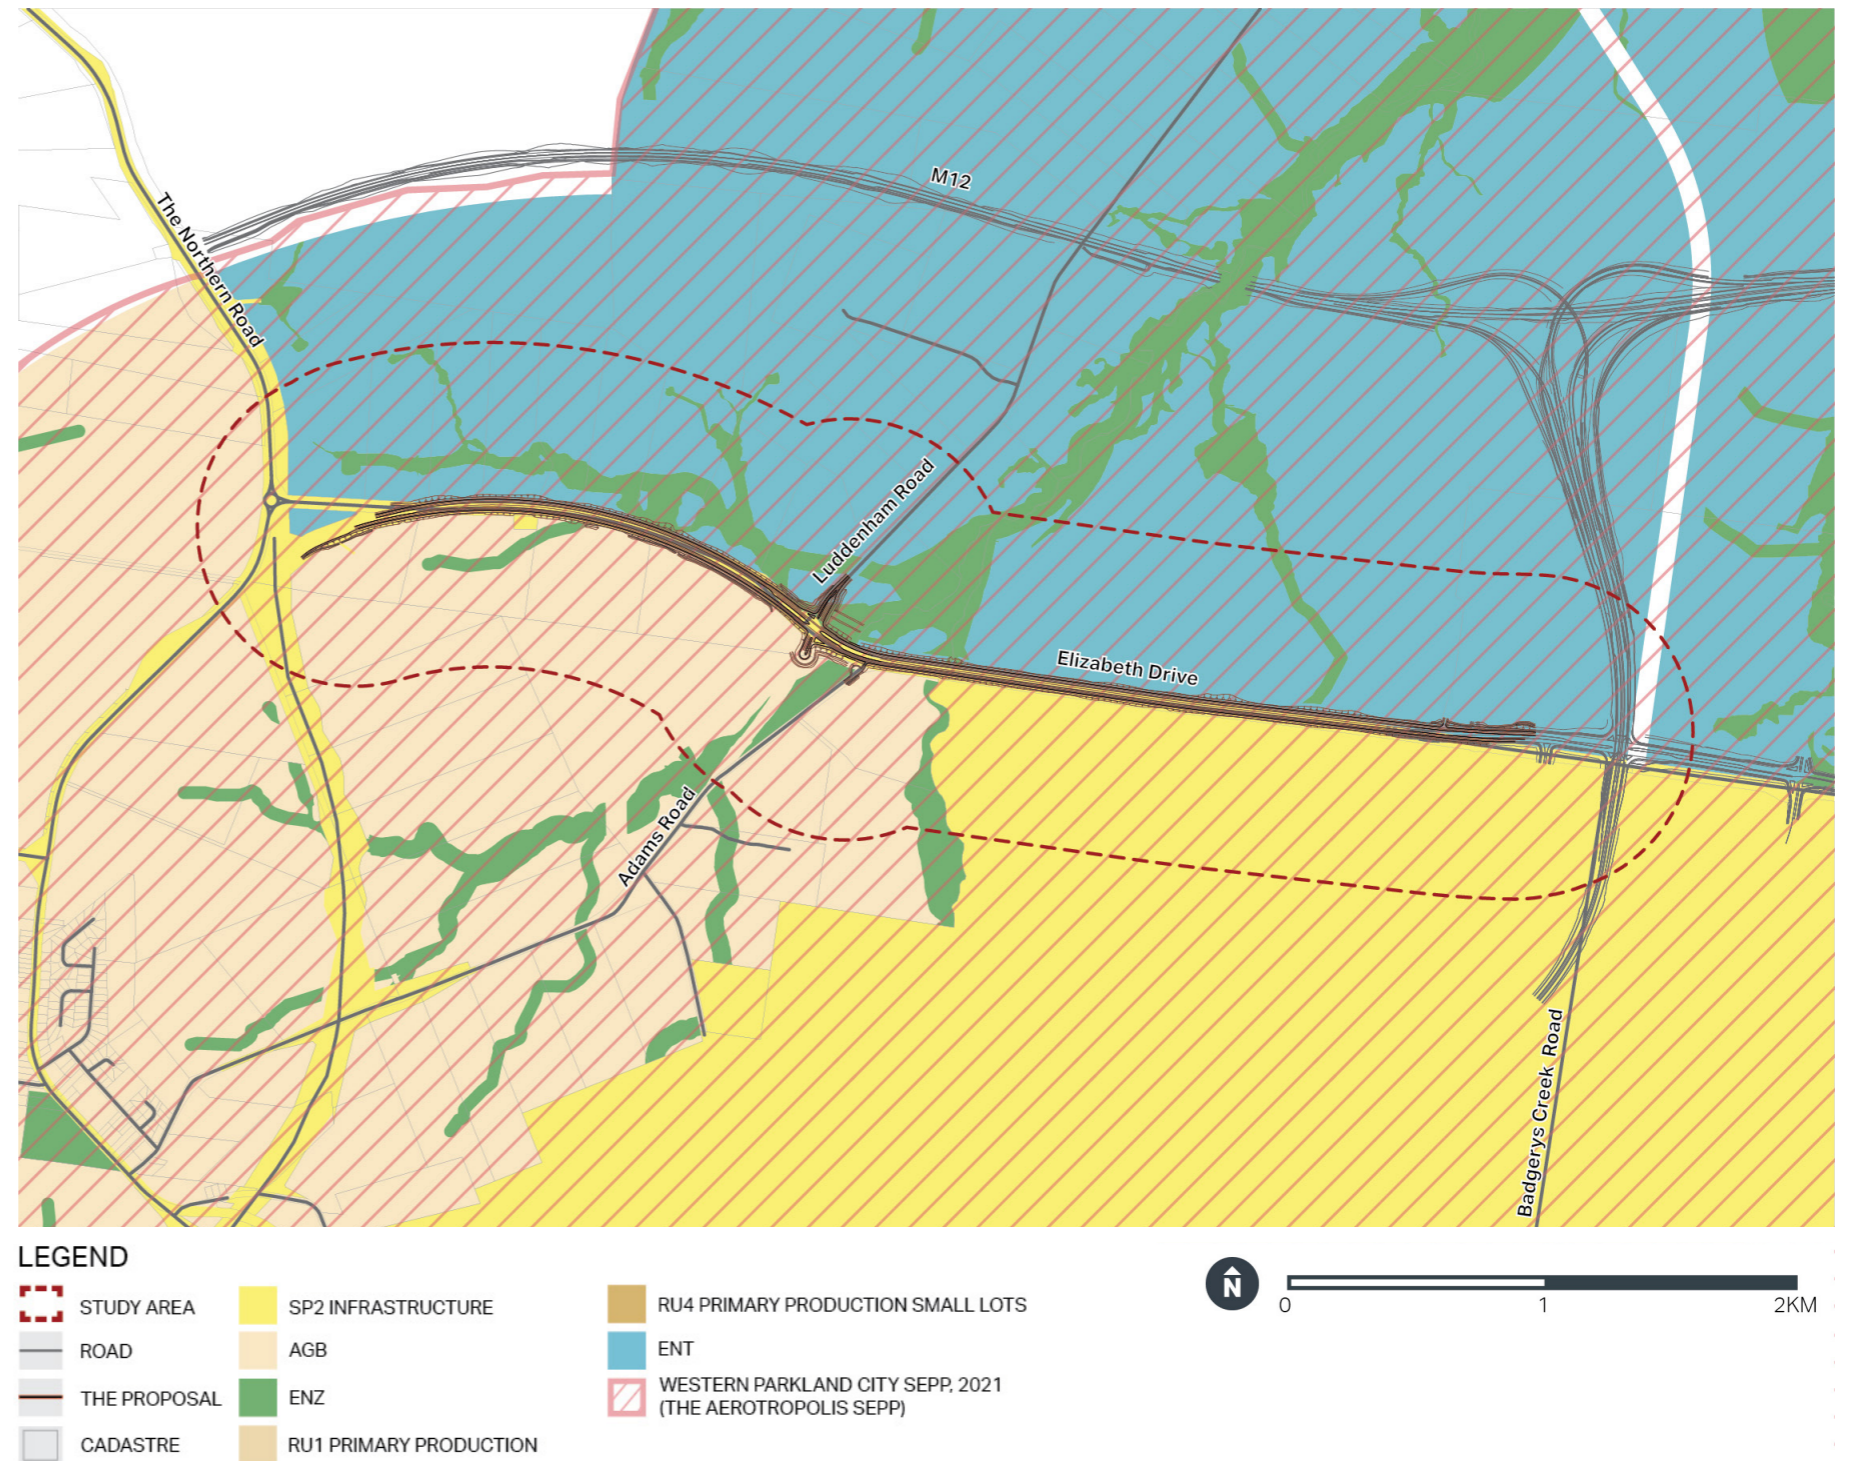 M12
The Northern Road
Luddenham Road
Elizabeth Drive
Adams Road
Badgerys Creek Road
LEGEND
STUDY AREA
ROAD
THE PROPOSAL
CADASTRE
SP2 INFRASTRUCTURE
AGB
ENZ
RU1 PRIMARY PRODUCTION
RU4 PRIMARY PRODUCTION SMALL LOTS
ENT
WESTERN PARKLAND CITY SEPP, 2021
(THE AEROTROPOLIS SEPP)
N
0 1 2KM